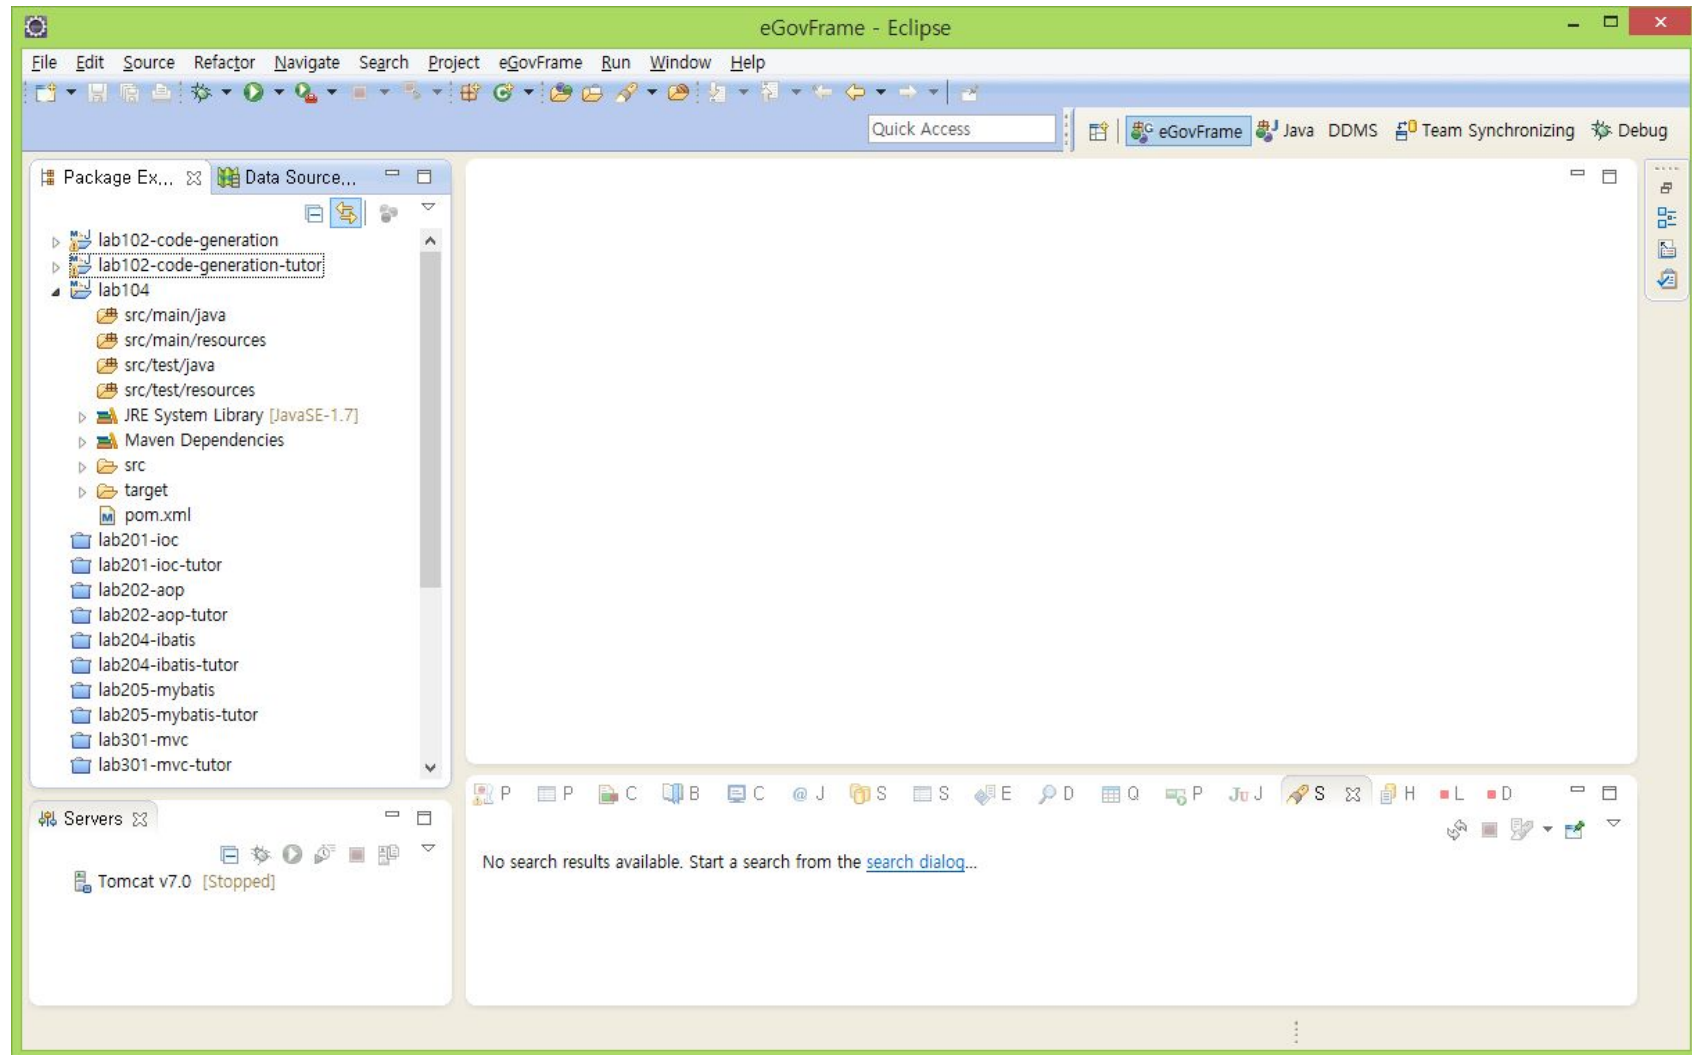 eGovFrame - Eclipse
File Edit Source Refactor Navigate Search Project eGovFrame Run Window Help
Quick Access eGovFrame Java DDMS Team Synchronizing Debug
Package Ex... Data Source...
lab102-code-generation
lab102-code-generation-tutor
lab104
src/main/java
src/main/resources
src/test/java
src/test/resources
JRE System Library [JavaSE-1.7]
Maven Dependencies
src
target
pom.xml
lab201-ioc
lab201-ioc-tutor
lab202-aop
lab202-aop-tutor
lab204-ibatis
lab204-ibatis-tutor
lab205-mybatis
lab205-mybatis-tutor
lab301-mvc
lab301-mvc-tutor
P P C B C @ J S S E D Q P Ju J S H L D
Servers
No search results available. Start a search from the search dialog...
Tomcat v7.0 [Stopped]